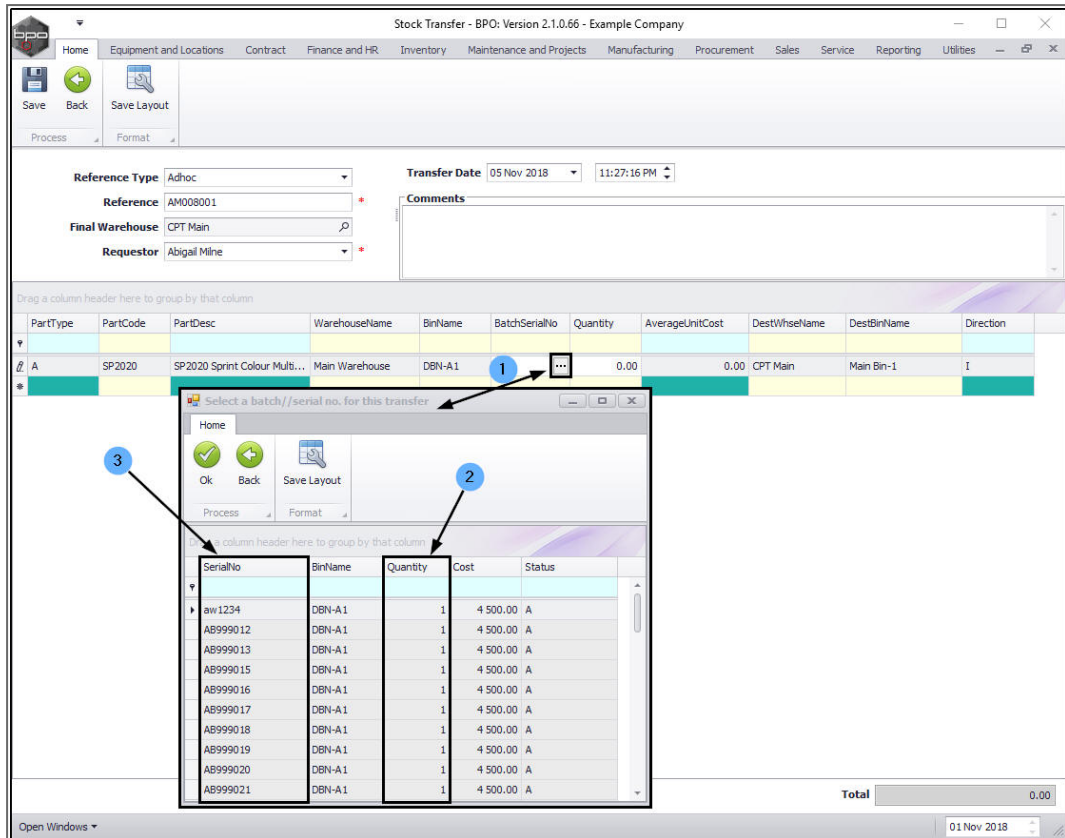 bpo
Stock Transfer - BPO: Version 2.1.0.66 - Example Company
Home Equipment and Locations Contract Finance and HR Inventory Maintenance and Projects Manufacturing Procurement Sales Service Reporting Utilities
Save Back Save Layout
Process Format
Reference Type Adhoc
Reference AM008001 *
Final Warehouse CPT Main
Requestor Abigail Milne *
Transfer Date 05 Nov 2018 11:27:16 PM
Comments
Drag a column header here to group by that column
PartType PartCode PartDesc WarehouseName BinName BatchSerialNo Quantity AverageUnitCost DestWhseName DestBinName Direction
A SP2020 SP2020 Sprint Colour Multi... Main Warehouse DBN-A1 1 ... 0.00 0.00 CPT Main Main Bin-1 I
Select a batch//serial no. for this transfer
Home
Ok Back Save Layout
Process Format
3
2
Drag a column header here to group by that column
SerialNo BinName Quantity Cost Status
aw1234 DBN-A1 1 4 500.00 A
AB999012 DBN-A1 1 4 500.00 A
AB999013 DBN-A1 1 4 500.00 A
AB999015 DBN-A1 1 4 500.00 A
AB999016 DBN-A1 1 4 500.00 A
AB999017 DBN-A1 1 4 500.00 A
AB999018 DBN-A1 1 4 500.00 A
AB999019 DBN-A1 1 4 500.00 A
AB999020 DBN-A1 1 4 500.00 A
AB999021 DBN-A1 1 4 500.00 A
Total 0.00
Open Windows 01 Nov 2018